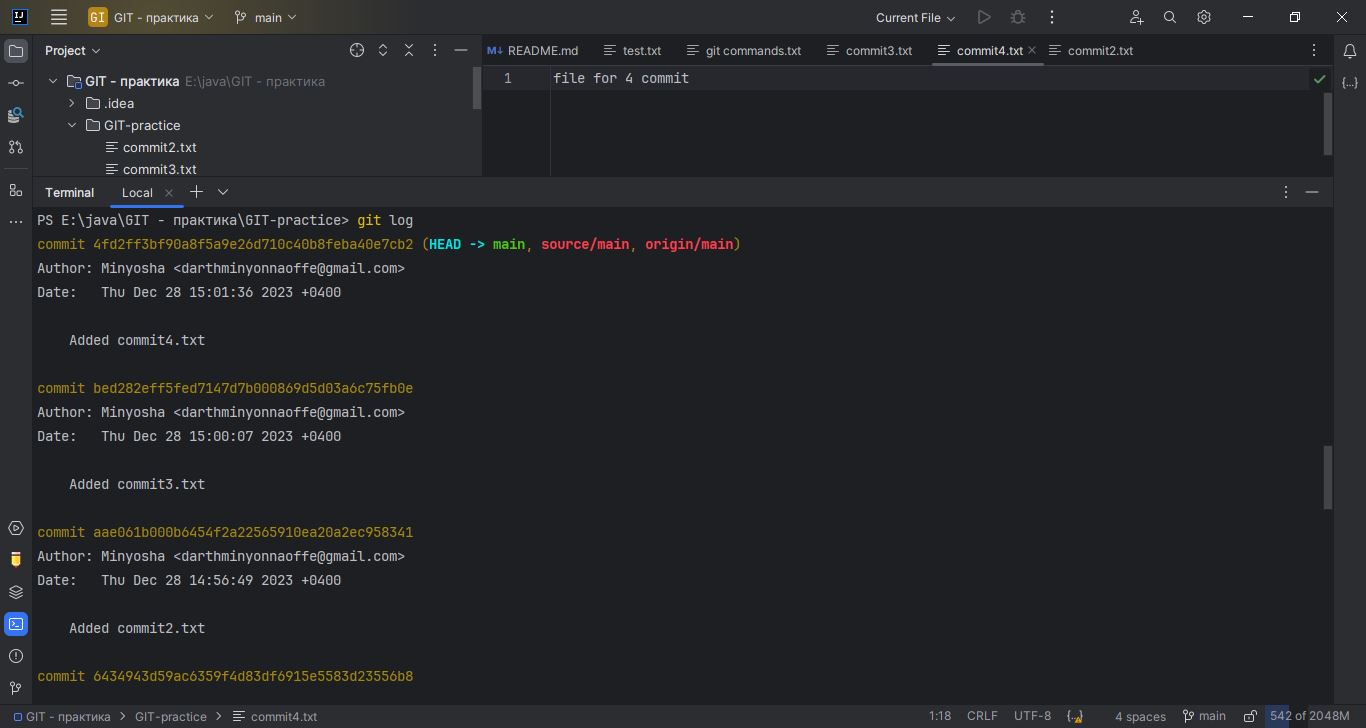 IJ
GI GIT - практика main Current File
Project
GIT - практика E:\java\GIT - практика
.idea
GIT-practice
commit2.txt
commit3.txt
M↓ README.md test.txt git commands.txt commit3.txt commit4.txt commit2.txt
1 file for 4 commit
Terminal Local
PS E:\java\GIT - практика\GIT-practice> git log
commit 4fd2ff3bf90a8f5a9e26d710c40b8feba40e7cb2 (HEAD -> main, source/main, origin/main)
Author: Minyosha <darthminyonnaoffe@gmail.com>
Date:   Thu Dec 28 15:01:36 2023 +0400
Added commit4.txt
commit bed282eff5fed7147d7b000869d5d03a6c75fb0e
Author: Minyosha <darthminyonnaoffe@gmail.com>
Date:   Thu Dec 28 15:00:07 2023 +0400
Added commit3.txt
commit aae061b000b6454f2a22565910ea20a2ec958341
Author: Minyosha <darthminyonnaoffe@gmail.com>
Date:   Thu Dec 28 14:56:49 2023 +0400
Added commit2.txt
commit 6434943d59ac6359f4d83df6915e5583d23556b8
GIT - практика > GIT-practice > commit4.txt 1:18 CRLF UTF-8 4 spaces main 542 of 2048M